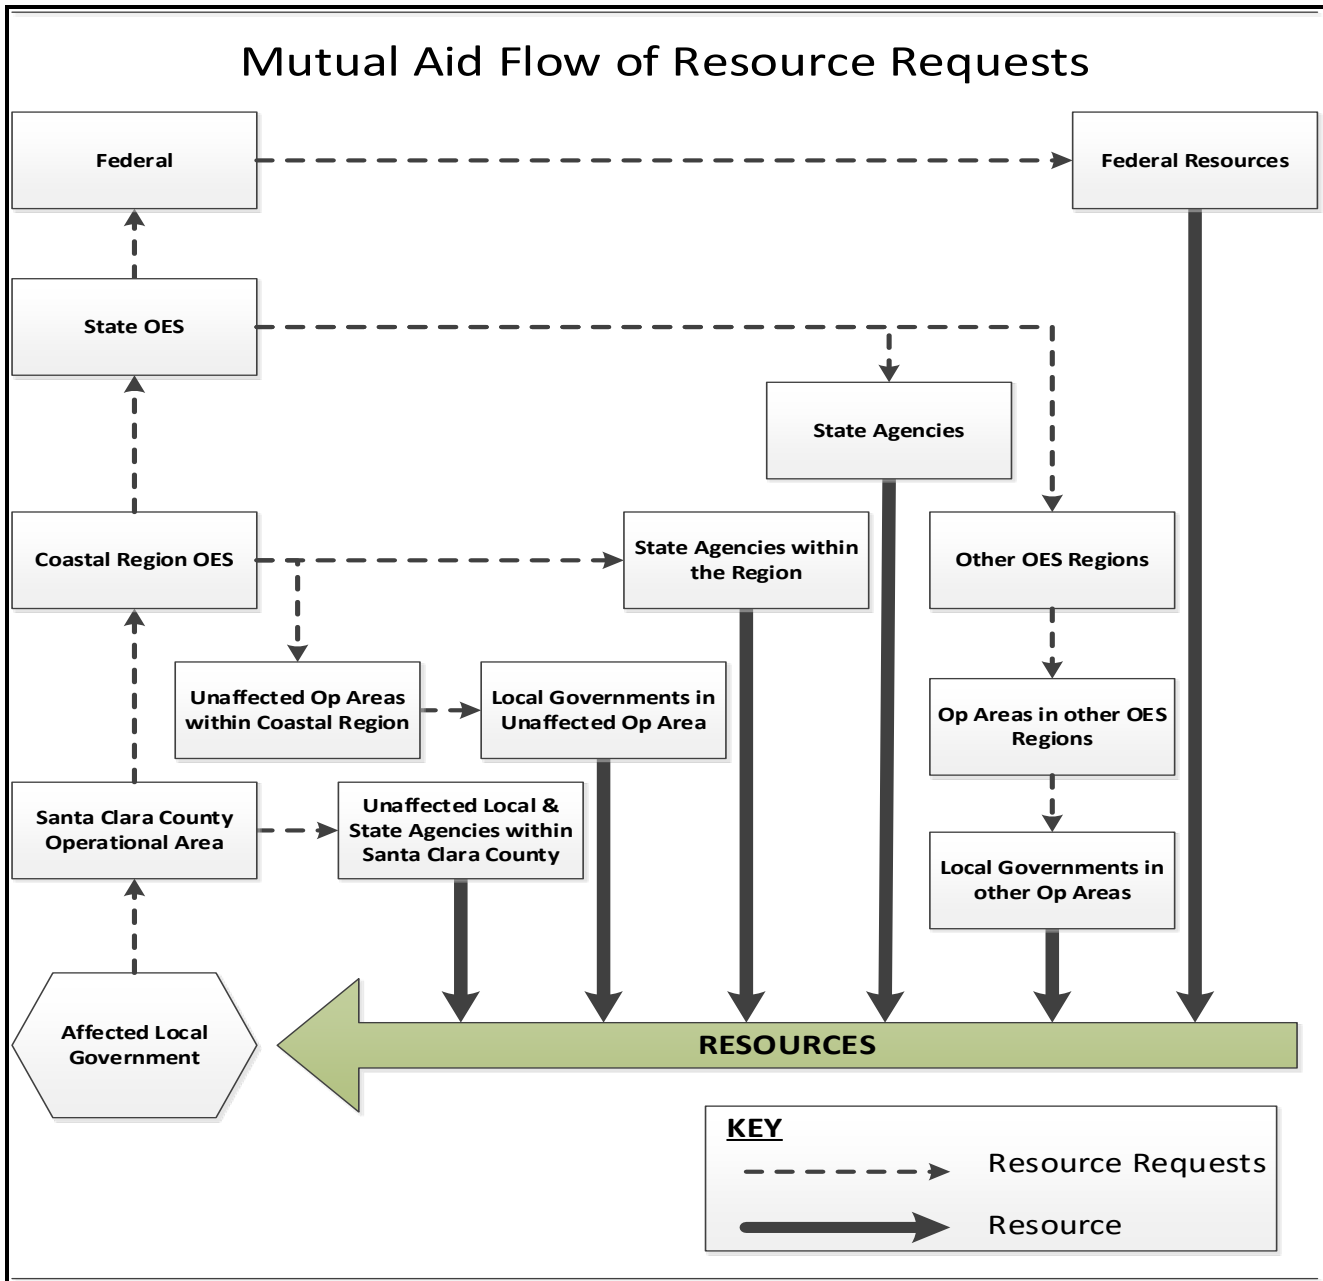 Mutual Aid Flow of Resource Requests
Federal
Federal Resources
State OES
State Agencies
Coastal Region OES
State Agencies within
the Region
Other OES Regions
Unaffected Op Areas
within Coastal Region
Local Governments in
Unaffected Op Area
Op Areas in other OES
Regions
Santa Clara County
Operational Area
Unaffected Local &
State Agencies within
Santa Clara County
Local Governments in
other Op Areas
Affected Local
Government
RESOURCES
KEY
Resource Requests
Resource